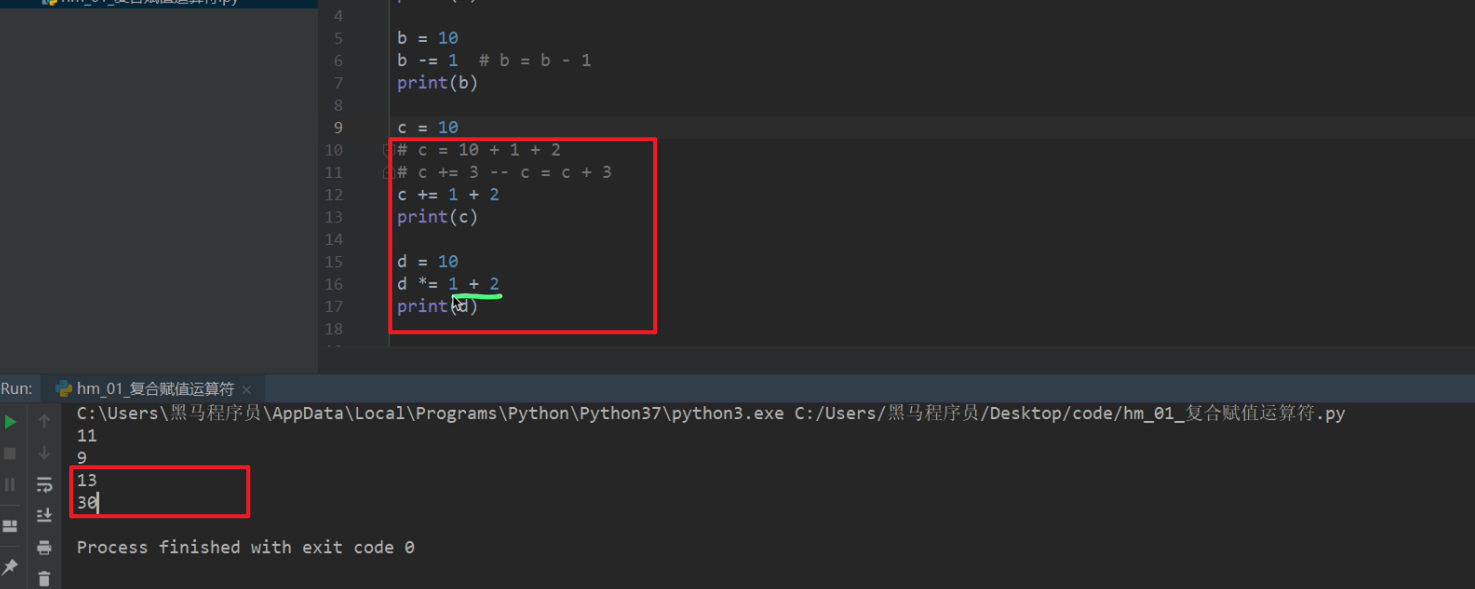 hm_01_复合赋值运算符.py
4
5 b = 10
6 b -= 1 # b = b - 1
7 print(b)
8
9 c = 10
10 # c = 10 + 1 + 2
11 # c += 3 -- c = c + 3
12 c += 1 + 2
13 print(c)
14
15 d = 10
16 d *= 1 + 2
17 print(d)
18
Run: hm_01_复合赋值运算符 ×
C:\Users\黑马程序员\AppData\Local\Programs\Python\Python37\python3.exe C:/Users/黑马程序员/Desktop/code/hm_01_复合赋值运算符.py
11
9
13
30
Process finished with exit code 0